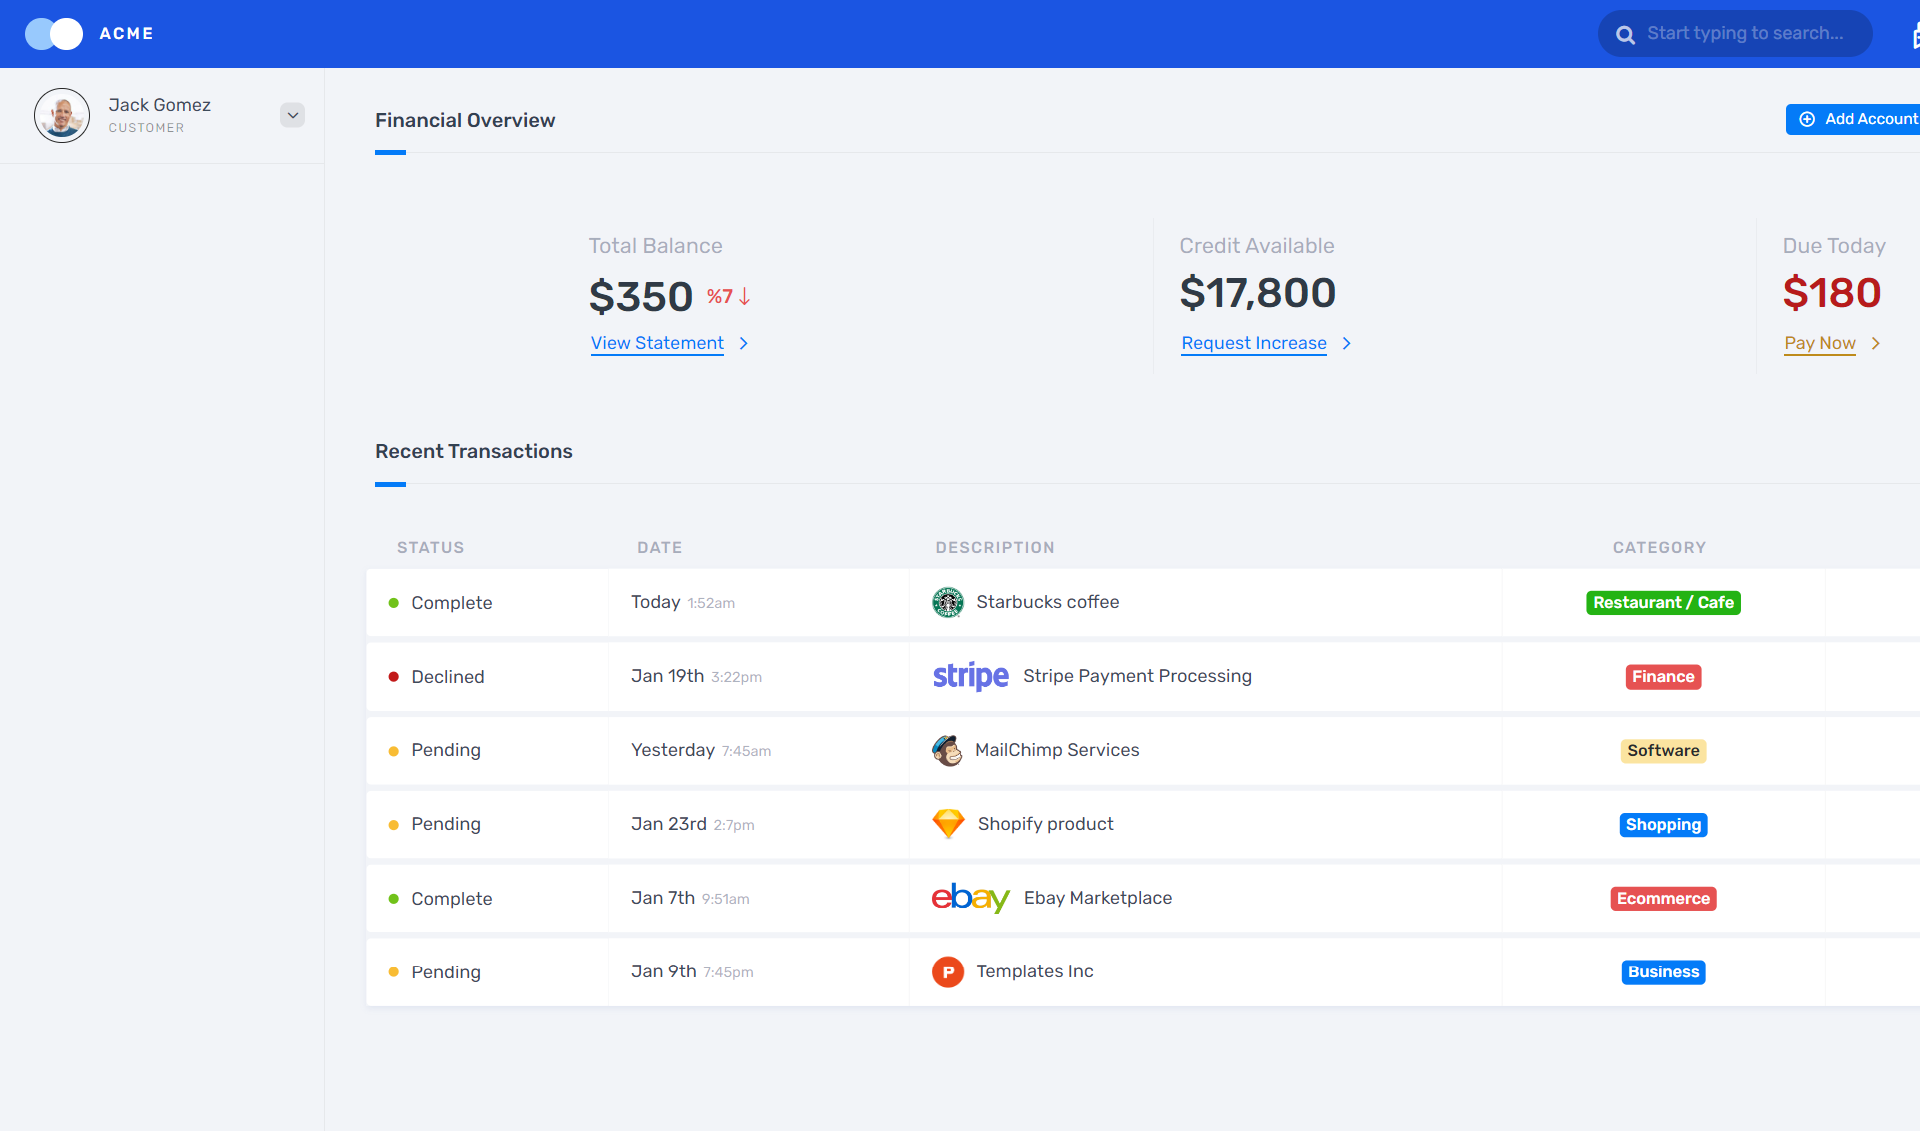 ACME
Start typing to search...
Jack Gomez
CUSTOMER
Financial Overview
Add Account
Total Balance
$350 %7
View Statement
Credit Available
$17,800
Request Increase
Due Today
$180
Pay Now
Recent Transactions
STATUS DATE DESCRIPTION CATEGORY
Complete Today 1:52am Starbucks coffee Restaurant / Cafe
Declined Jan 19th 3:22pm stripe Stripe Payment Processing Finance
Pending Yesterday 7:45am MailChimp Services Software
Pending Jan 23rd 2:7pm Shopify product Shopping
Complete Jan 7th 9:51am ebay Ebay Marketplace Ecommerce
Pending Jan 9th 7:45pm P Templates Inc Business